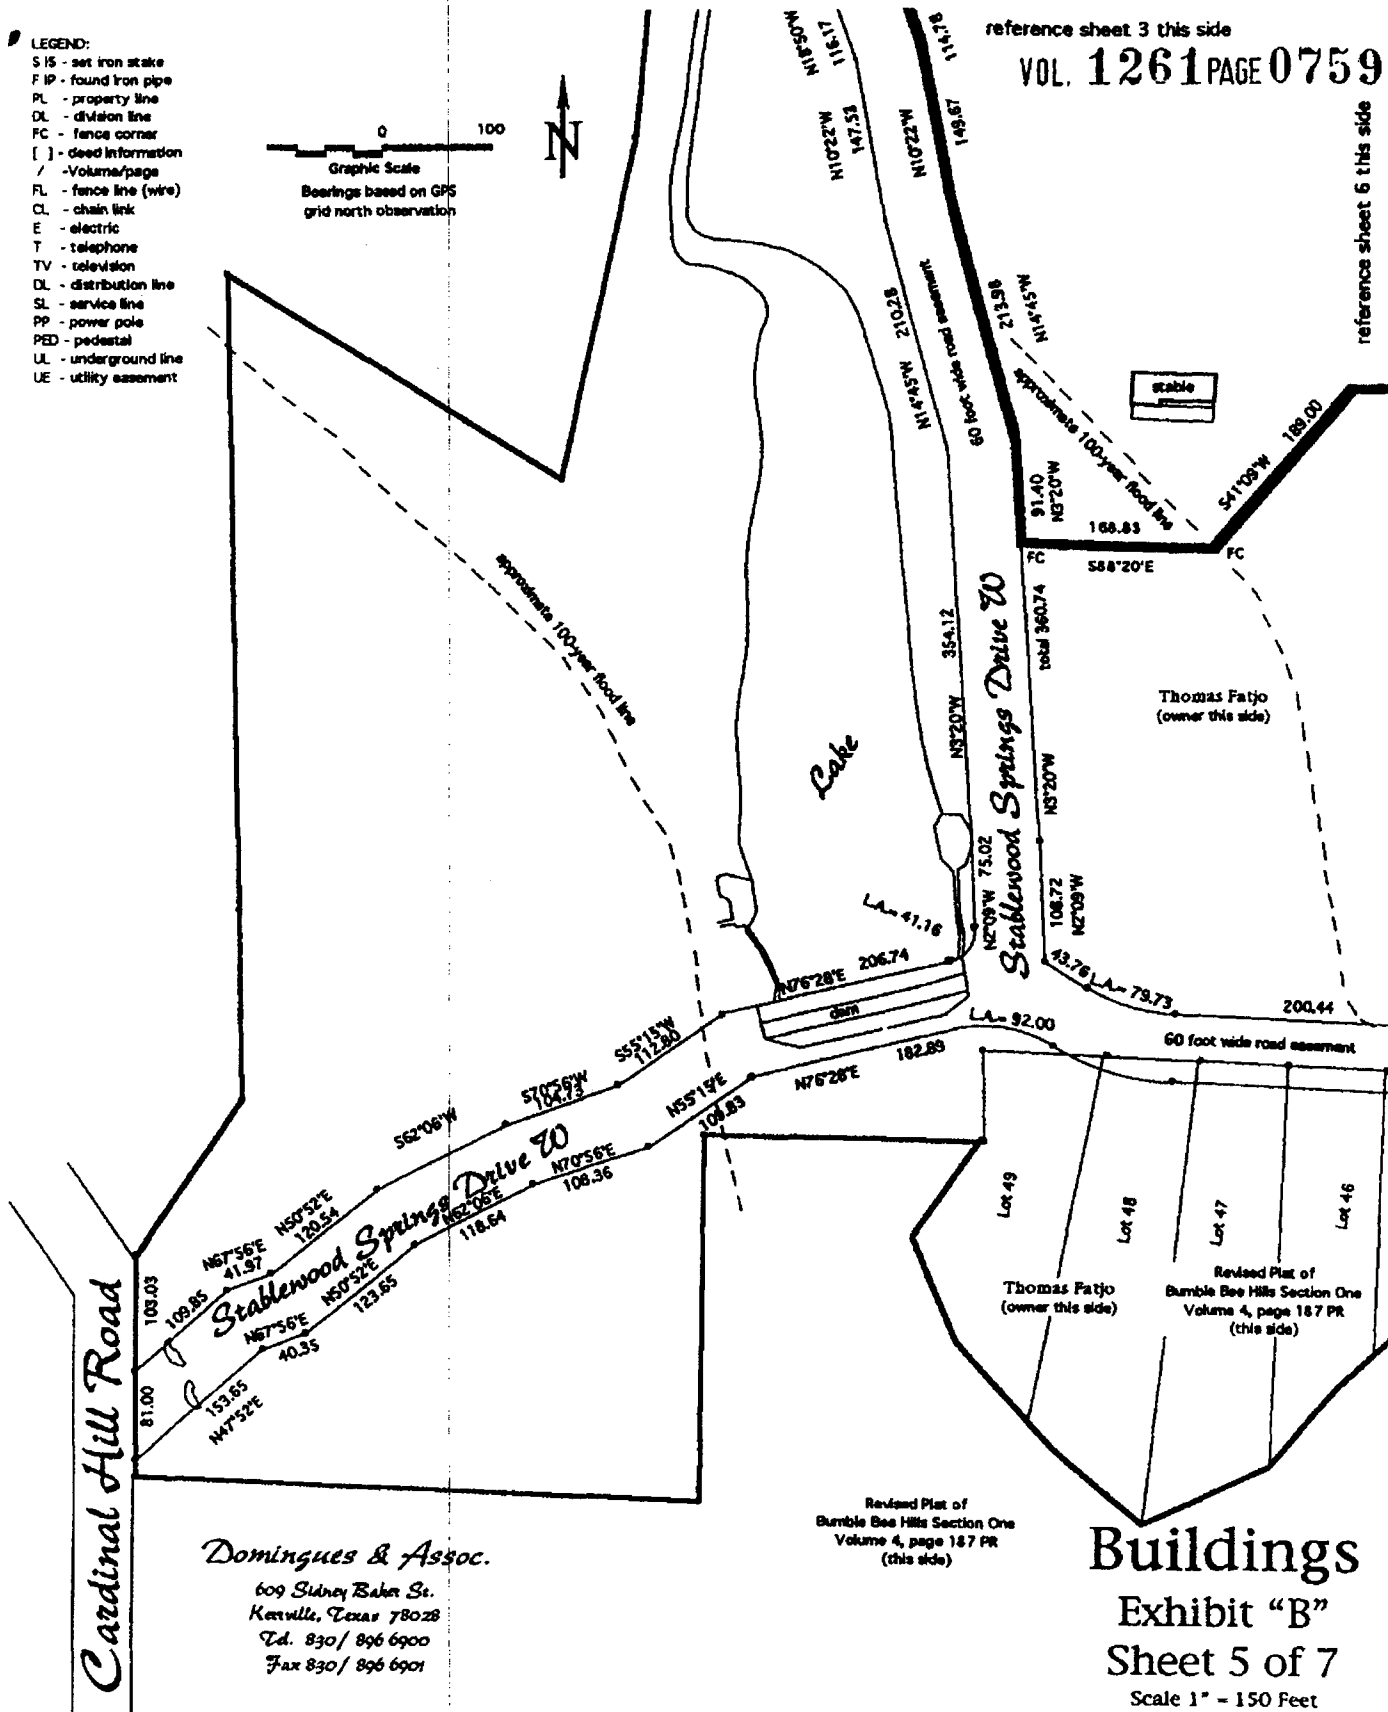 reference sheet 3 this side
VOL. 1261 PAGE 0759
reference sheet 6 this side
LEGEND:
S IS - set iron stake
F IP - found iron pipe
PL - property line
DL - division line
FC - fence corner
[ ] - deed information
/ -Volume/page
FL - fence line (wire)
CL - chain link
E - electric
T - telephone
TV - television
DL - distribution line
SL - service line
PP - power pole
PED - pedestal
UL - underground line
UE - utility easement
0 100
Graphic Scale
Bearings based on GPS
grid north observation
N
N18°50'W
116.17
114.78
N10°22'W
147.53
N10°22'W
149.67
N14°45'W 210.28
60 foot wide road easement
213.98
N14°45'W
approximate 100-year flood line
stable
189.00
S41°09'W
91.40
N3°20'W
168.83
S88°20'E
FC
FC
approximate 100-year flood line
354.12
N3°20'W
Stablewood Springs Drive W
total 360.74
N3°20'W
Thomas Fatjo
(owner this side)
Lake
75.02
N2°09'W
108.72
N2°09'W
L.A.= 41.16
206.74
N76°28'E
dam
43.76
L.A.= 79.73
200.44
60 foot wide road easement
L.A.= 92.00
182.89
N76°28'E
S55°15'W
112.80
N55°15'E
109.83
S70°56'W
104.73
S62°06'W
N70°56'E
108.36
N62°06'E
118.64
N50°52'E
120.54
N50°52'E
123.65
N67°56'E
41.97
N67°56'E
40.35
Stablewood Springs Drive W
109.85
153.65
N47°52'E
103.03
81.00
Cardinal Hill Road
Lot 49
Lot 48
Lot 47
Lot 46
Thomas Fatjo
(owner this side)
Revised Plat of
Bumble Bee Hills Section One
Volume 4, page 187 PR
(this side)
Revised Plat of
Bumble Bee Hills Section One
Volume 4, page 187 PR
(this side)
Domingues & Assoc.
609 Sidney Baker St.
Kerrville, Texas 78028
Tel. 830/ 896 6900
Fax 830/ 896 6901
Buildings
Exhibit “B”
Sheet 5 of 7
Scale 1" = 150 Feet